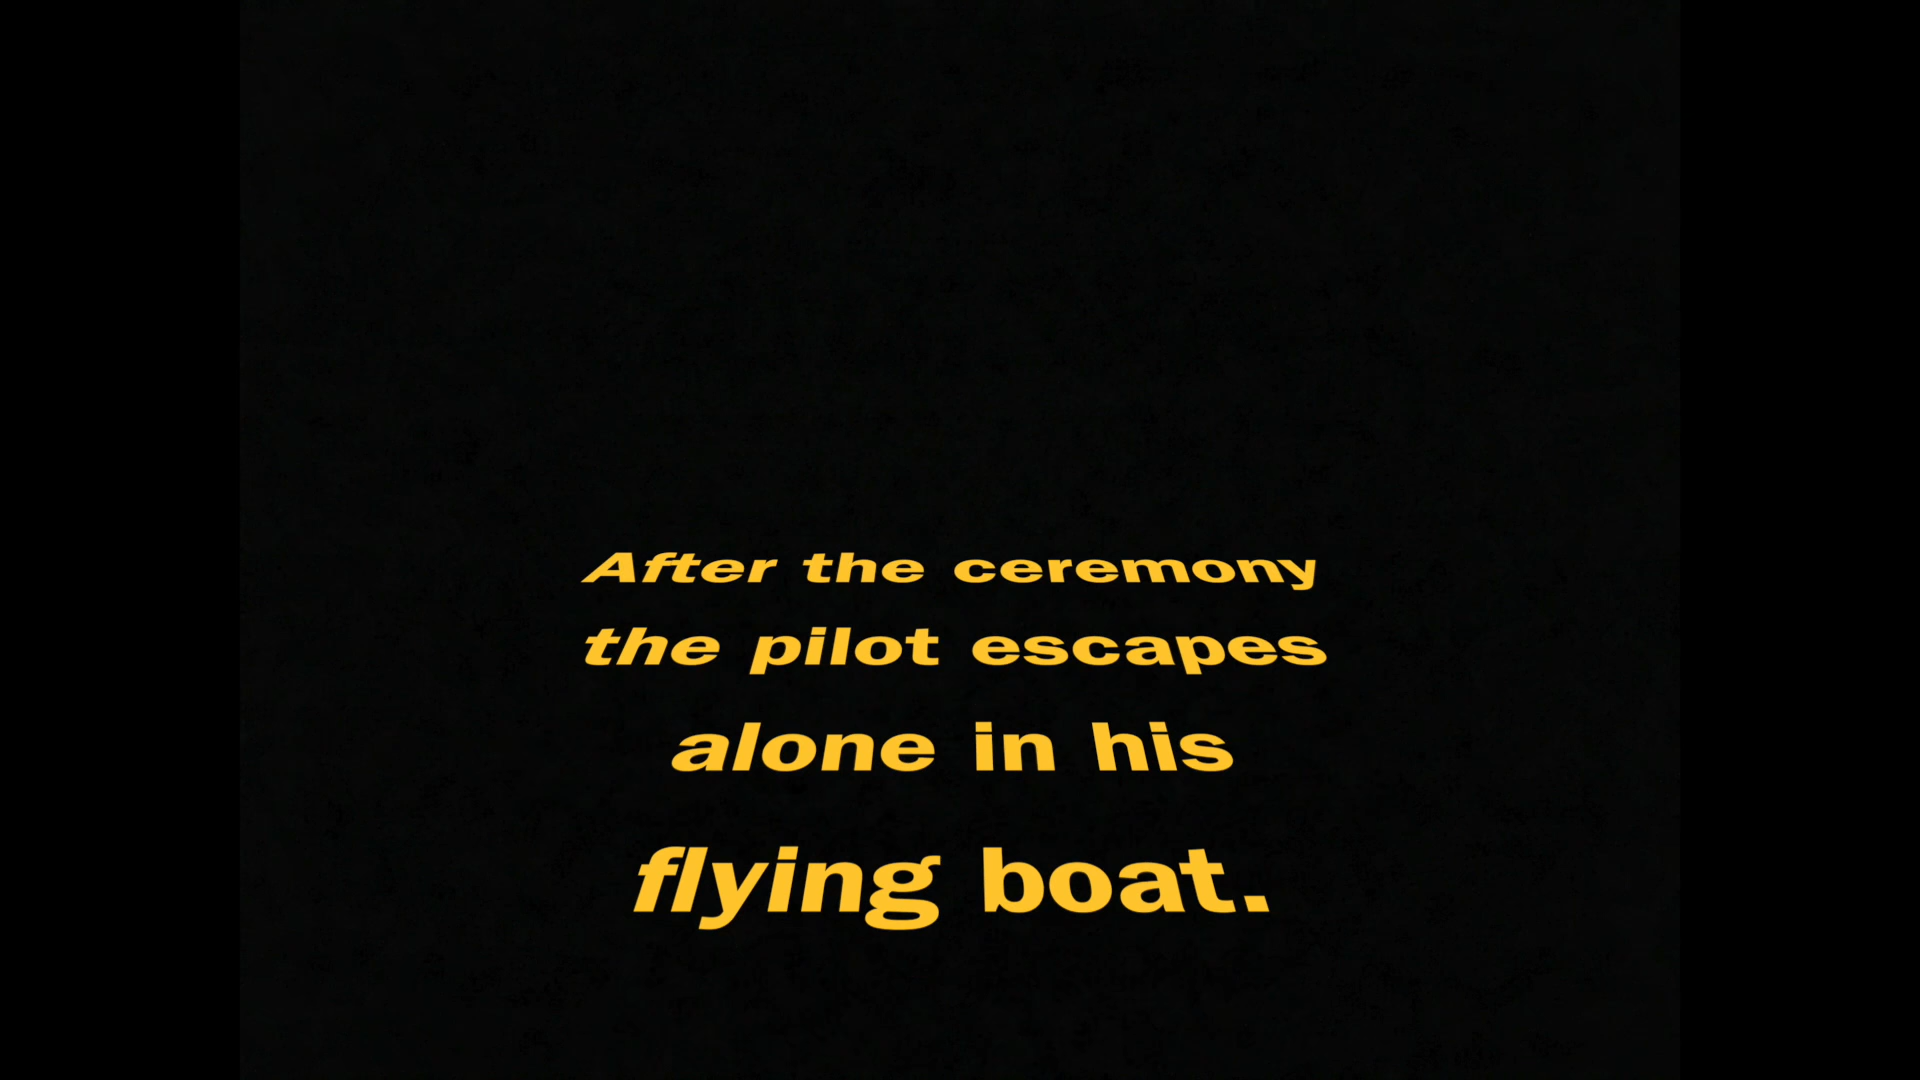 After the ceremony
the pilot escapes
alone in his
flying boat.